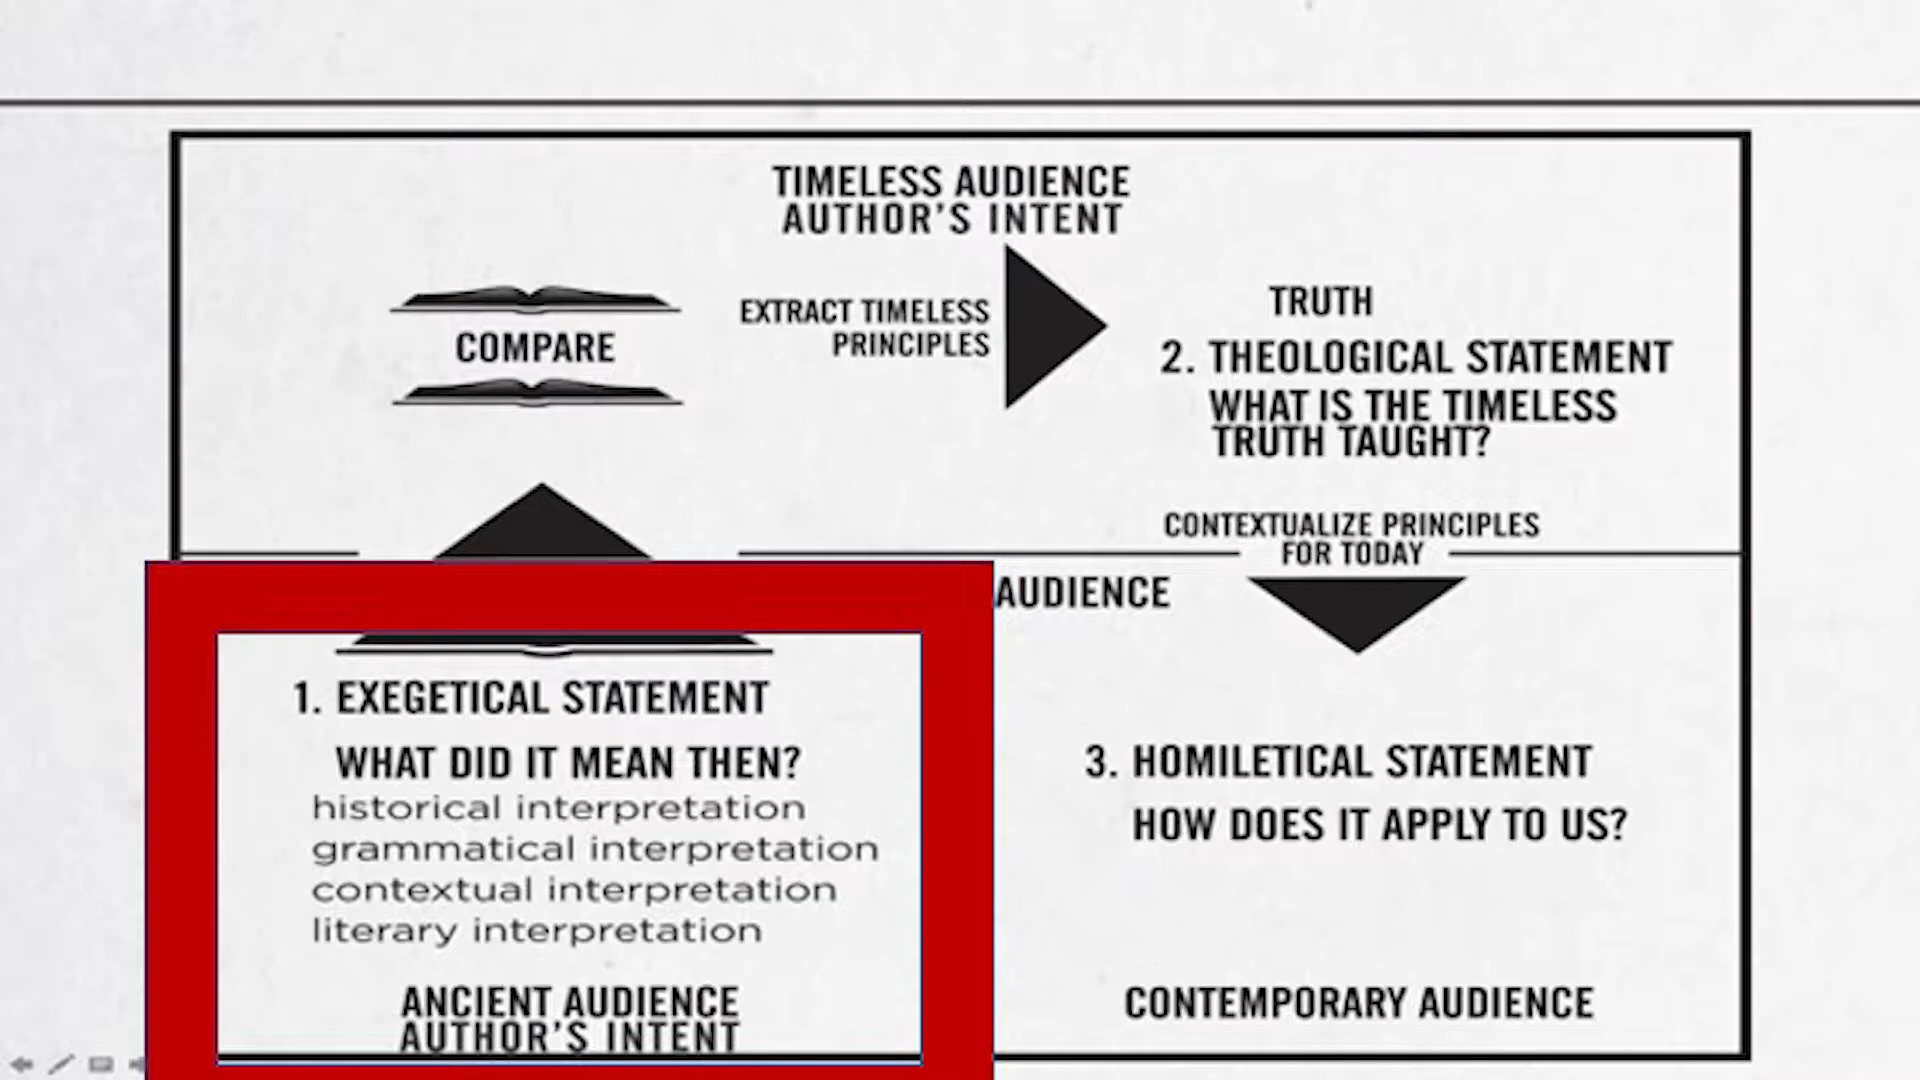 TIMELESS AUDIENCE
AUTHOR'S INTENT
COMPARE
EXTRACT TIMELESS
PRINCIPLES
TRUTH
2. THEOLOGICAL STATEMENT
WHAT IS THE TIMELESS
TRUTH TAUGHT?
CONTEXTUALIZE PRINCIPLES
FOR TODAY
AUDIENCE
1. EXEGETICAL STATEMENT
WHAT DID IT MEAN THEN?
historical interpretation
grammatical interpretation
contextual interpretation
literary interpretation
ANCIENT AUDIENCE
AUTHOR'S INTENT
3. HOMILETICAL STATEMENT
HOW DOES IT APPLY TO US?
CONTEMPORARY AUDIENCE